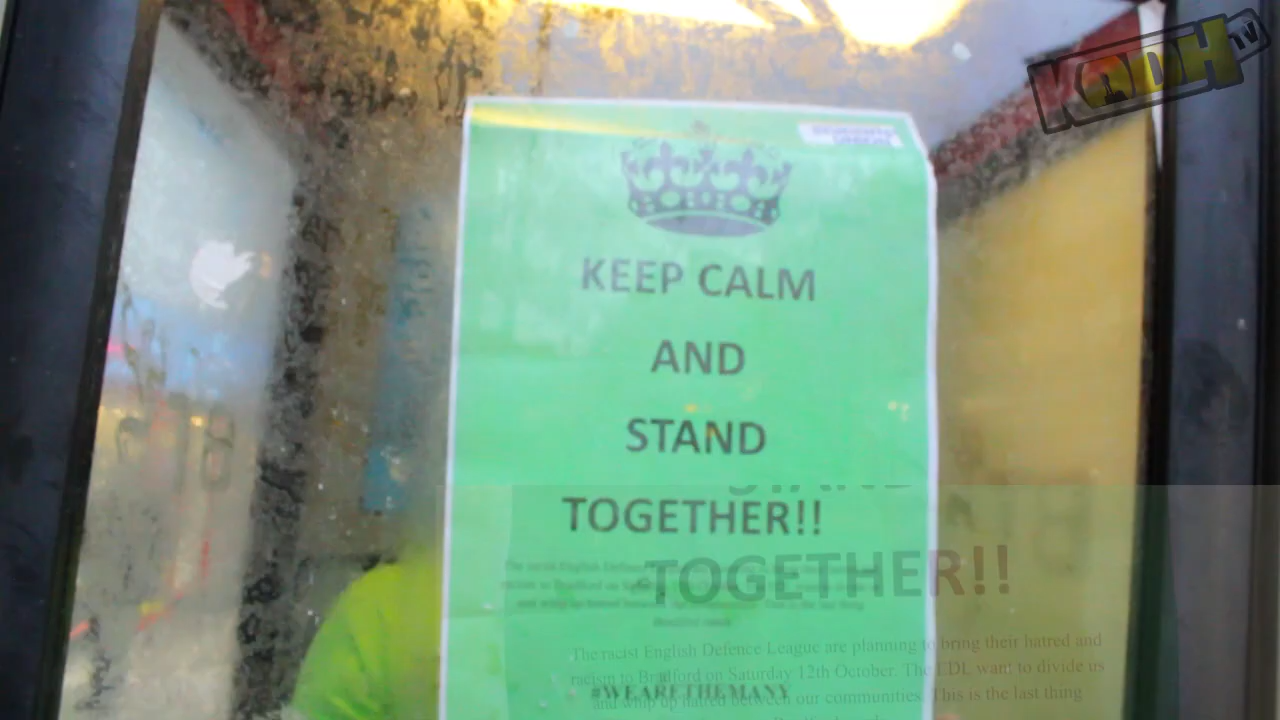 KQDH TV
KEEP CALM
AND
STAND
TOGETHER!!
TOGETHER!!
The racist English Defence League are planning to bring their hatred and
racism to Bradford on Saturday 12th October. The EDL want to divide us
and whip up hatred between our communities. This is the last thing
#WEARETHEMANY